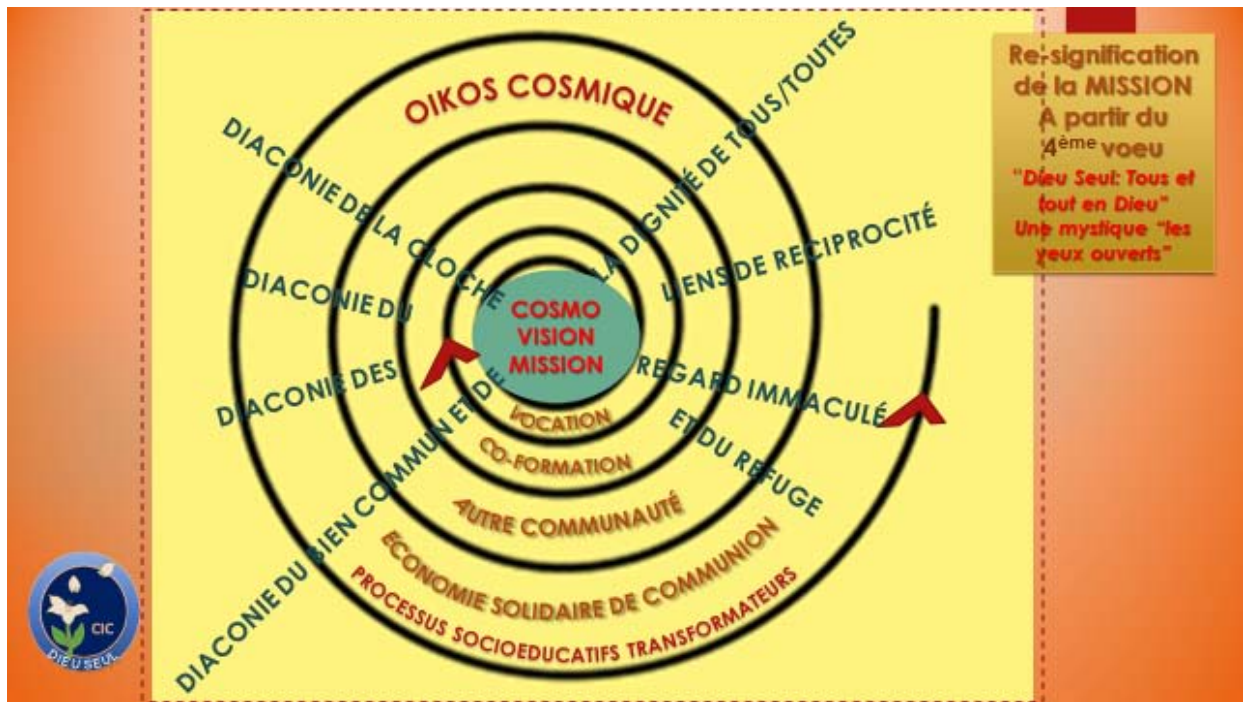 OIKOS COSMIQUE
DIACONIE DE LA CLOCHE
ET DU REFUGE
DIACONIE DU
REGARD IMMACULÉ
DIACONIE DES
LIENS DE RECIPROCITÉ
DIACONIE DU BIEN COMMUN ET DE
LA DIGNITÉ DE TOUS/TOUTES
COSMO
VISION
MISSION
VOCATION
CO-FORMATION
AUTRE COMMUNAUTÉ
ECONOMIE SOLIDAIRE DE COMMUNION
PROCESSUS SOCIOEDUCATIFS TRANSFORMATEURS
Re-signification
de la MISSION
A partir du
4ème voeu
"Dieu Seul: Tous et
tout en Dieu"
Une mystique "les
yeux ouverts"
CIC
DIEU SEUL